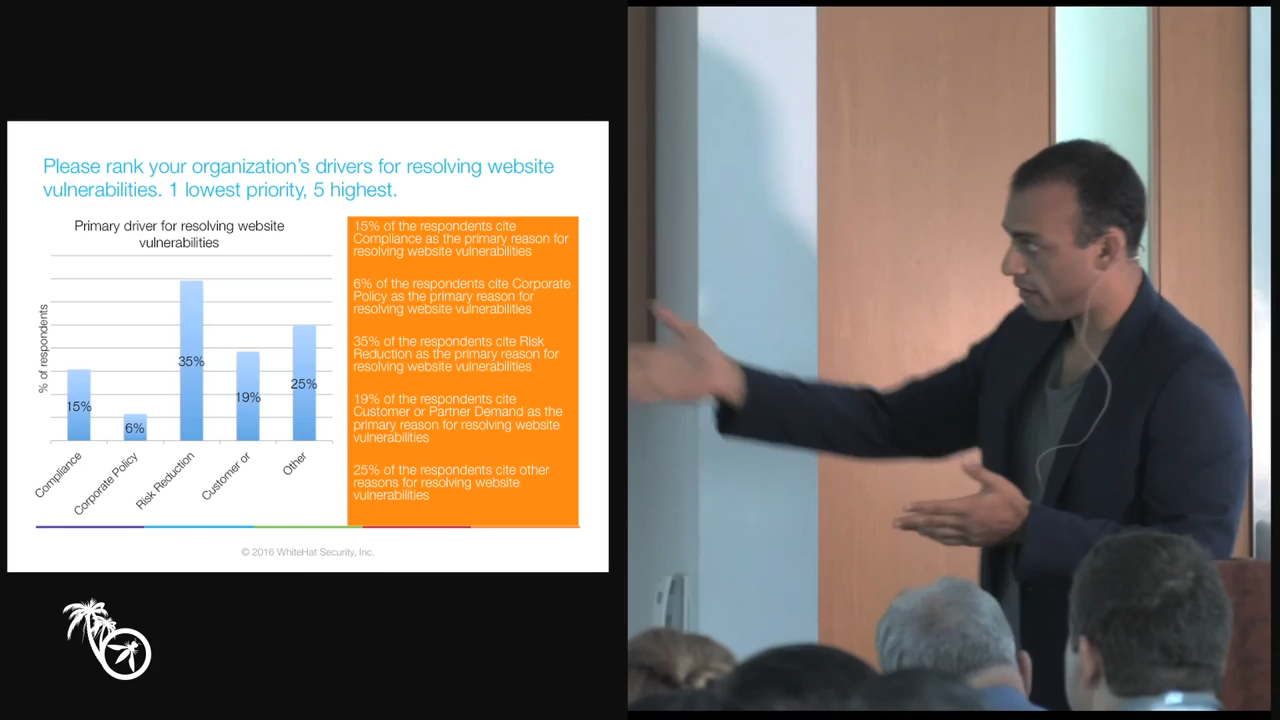 Please rank your organization's drivers for resolving website
vulnerabilities. 1 lowest priority, 5 highest.
Primary driver for resolving website
vulnerabilities
% of respondents
15%
6%
35%
19%
25%
Compliance
Corporate Policy
Risk Reduction
Customer or
Other
15% of the respondents cite
Compliance as the primary reason for
resolving website vulnerabilities
6% of the respondents cite Corporate
Policy as the primary reason for
resolving website vulnerabilities
35% of the respondents cite Risk
Reduction as the primary reason for
resolving website vulnerabilities
19% of the respondents cite
Customer or Partner Demand as the
primary reason for resolving website
vulnerabilities
25% of the respondents cite other
reasons for resolving website
vulnerabilities
© 2016 WhiteHat Security, Inc.